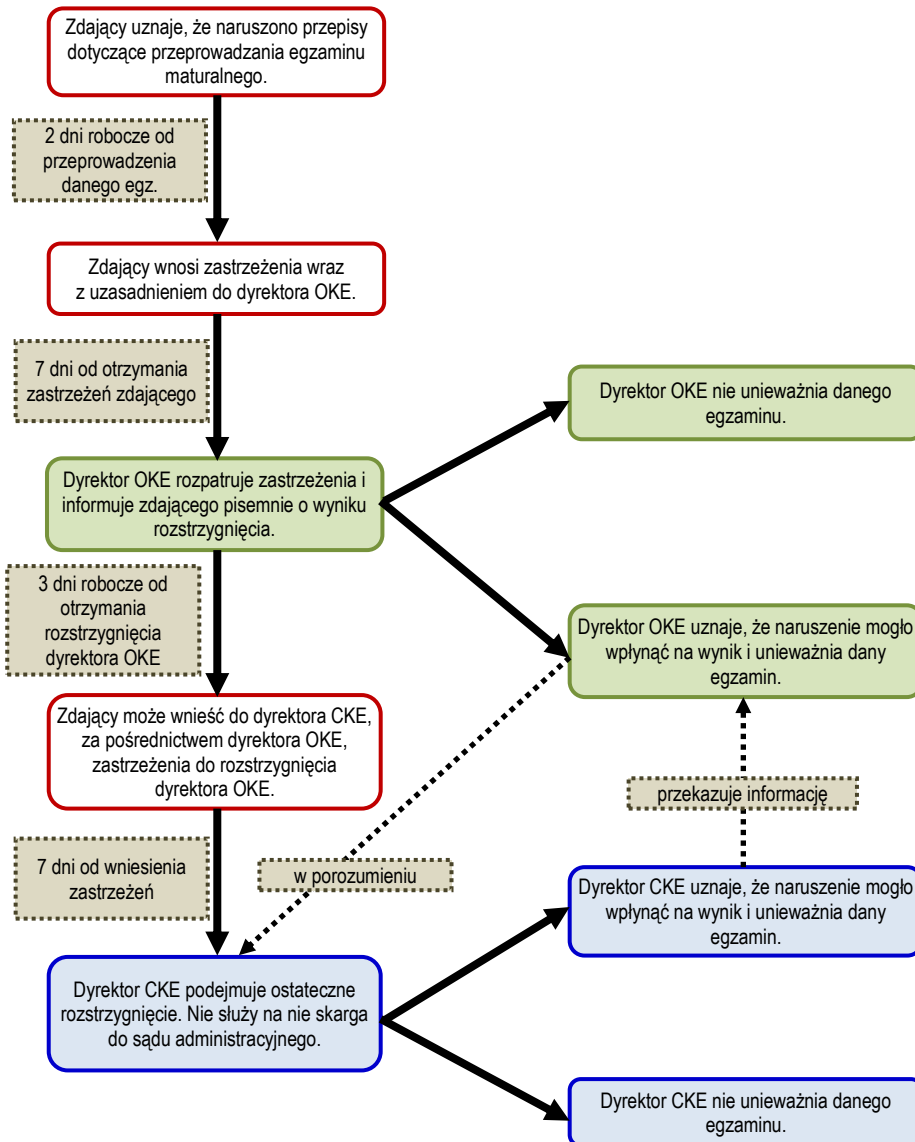 Zdający uznaje, że naruszono przepisy
dotyczące przeprowadzania egzaminu
maturalnego.
2 dni robocze od
przeprowadzenia
danego egz.
Zdający wnosi zastrzeżenia wraz
z uzasadnieniem do dyrektora OKE.
7 dni od otrzymania
zastrzeżeń zdającego
Dyrektor OKE nie unieważnia danego
egzaminu.
Dyrektor OKE rozpatruje zastrzeżenia i
informuje zdającego pisemnie o wyniku
rozstrzygnięcia.
3 dni robocze od
otrzymania
rozstrzygnięcia
dyrektora OKE
Dyrektor OKE uznaje, że naruszenie mogło
wpłynąć na wynik i unieważnia dany
egzamin.
Zdający może wnieść do dyrektora CKE,
za pośrednictwem dyrektora OKE,
zastrzeżenia do rozstrzygnięcia
dyrektora OKE.
przekazuje informację
7 dni od wniesienia
zastrzeżeń
w porozumieniu
Dyrektor CKE uznaje, że naruszenie mogło
wpłynąć na wynik i unieważnia dany
egzamin.
Dyrektor CKE podejmuje ostateczne
rozstrzygnięcie. Nie służy na nie skarga
do sądu administracyjnego.
Dyrektor CKE nie unieważnia danego
egzaminu.